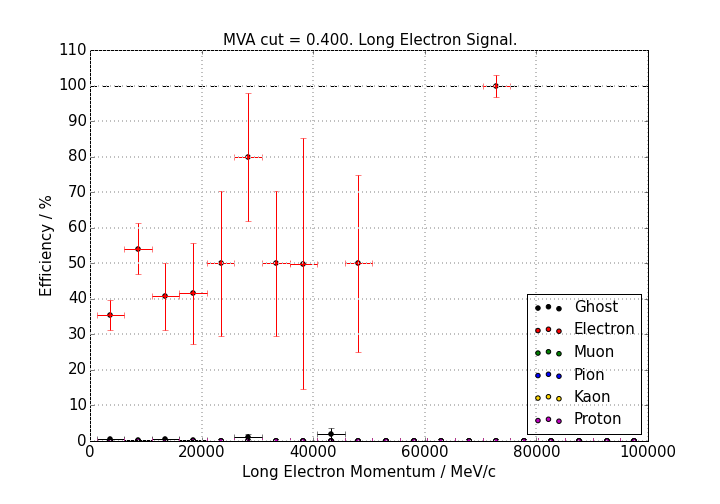 MVA cut = 0.400. Long Electron Signal.
110
100
90
80
70
60
50
40
30
20
10
0
Efficiency / %
Ghost
Electron
Muon
Pion
Kaon
Proton
0 20000 40000 60000 80000 100000
Long Electron Momentum / MeV/c